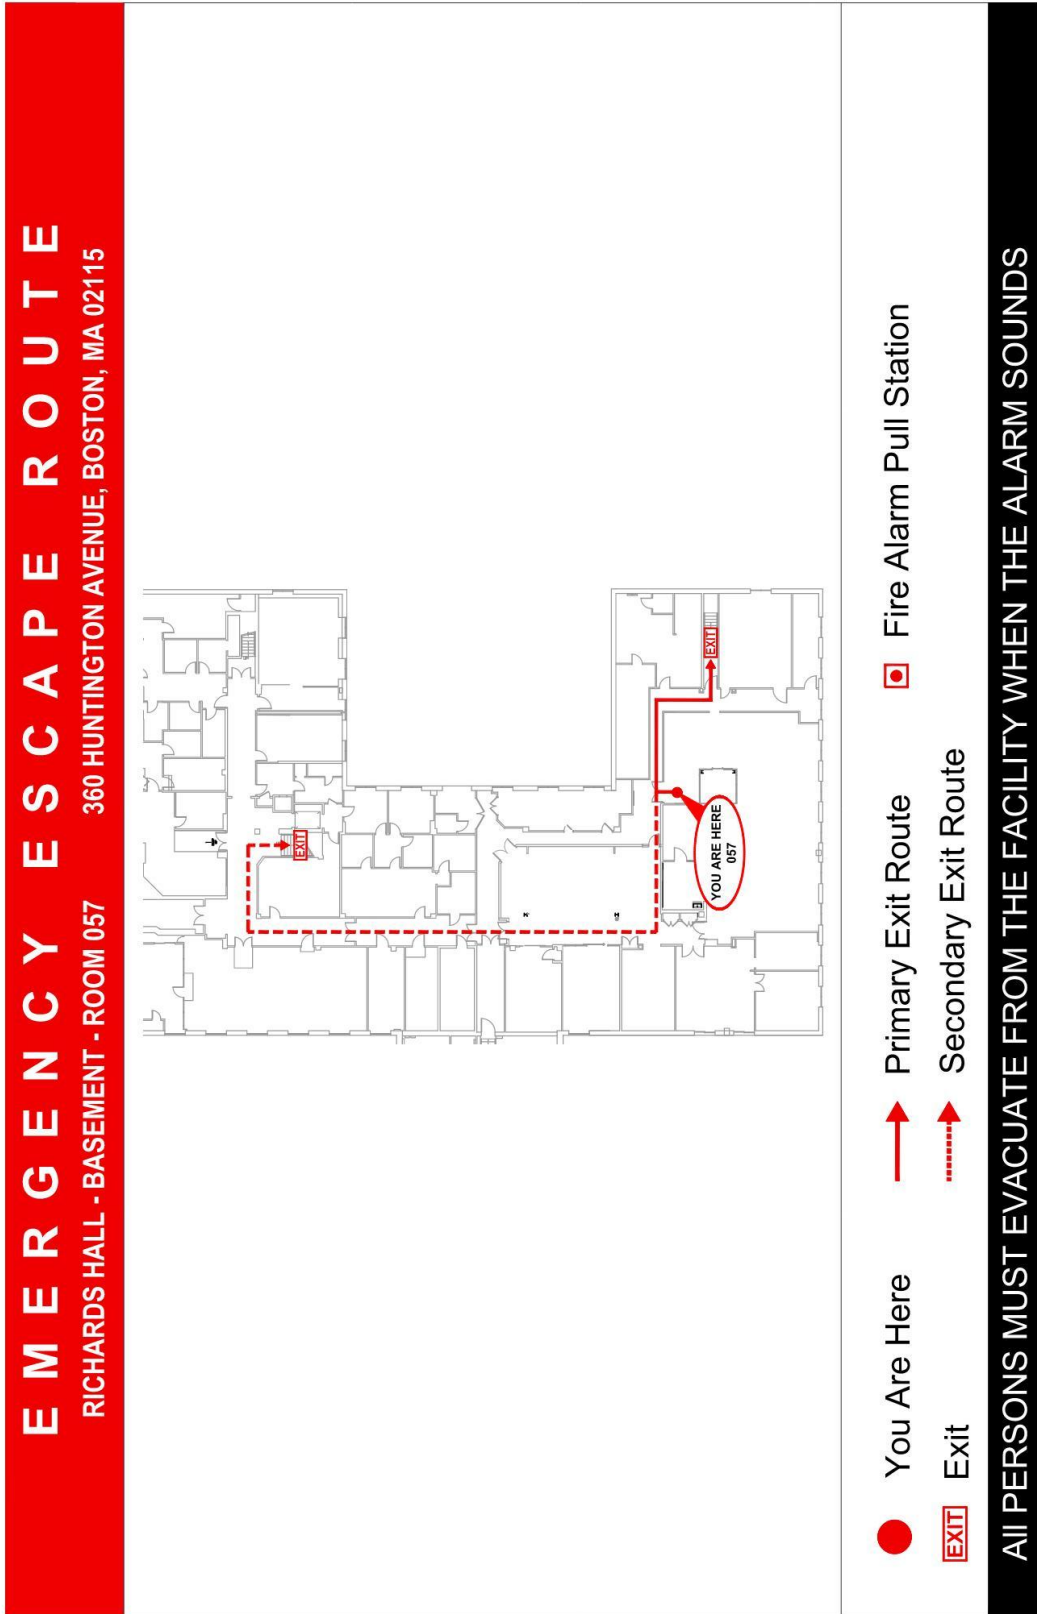 EMERGENCY ESCAPE ROUTE
RICHARDS HALL - BASEMENT - ROOM 057 360 HUNTINGTON AVENUE, BOSTON, MA 02115
EXIT
EXIT
YOU ARE HERE
057
You Are Here
Primary Exit Route
Fire Alarm Pull Station
EXIT Exit
Secondary Exit Route
All PERSONS MUST EVACUATE FROM THE FACILITY WHEN THE ALARM SOUNDS